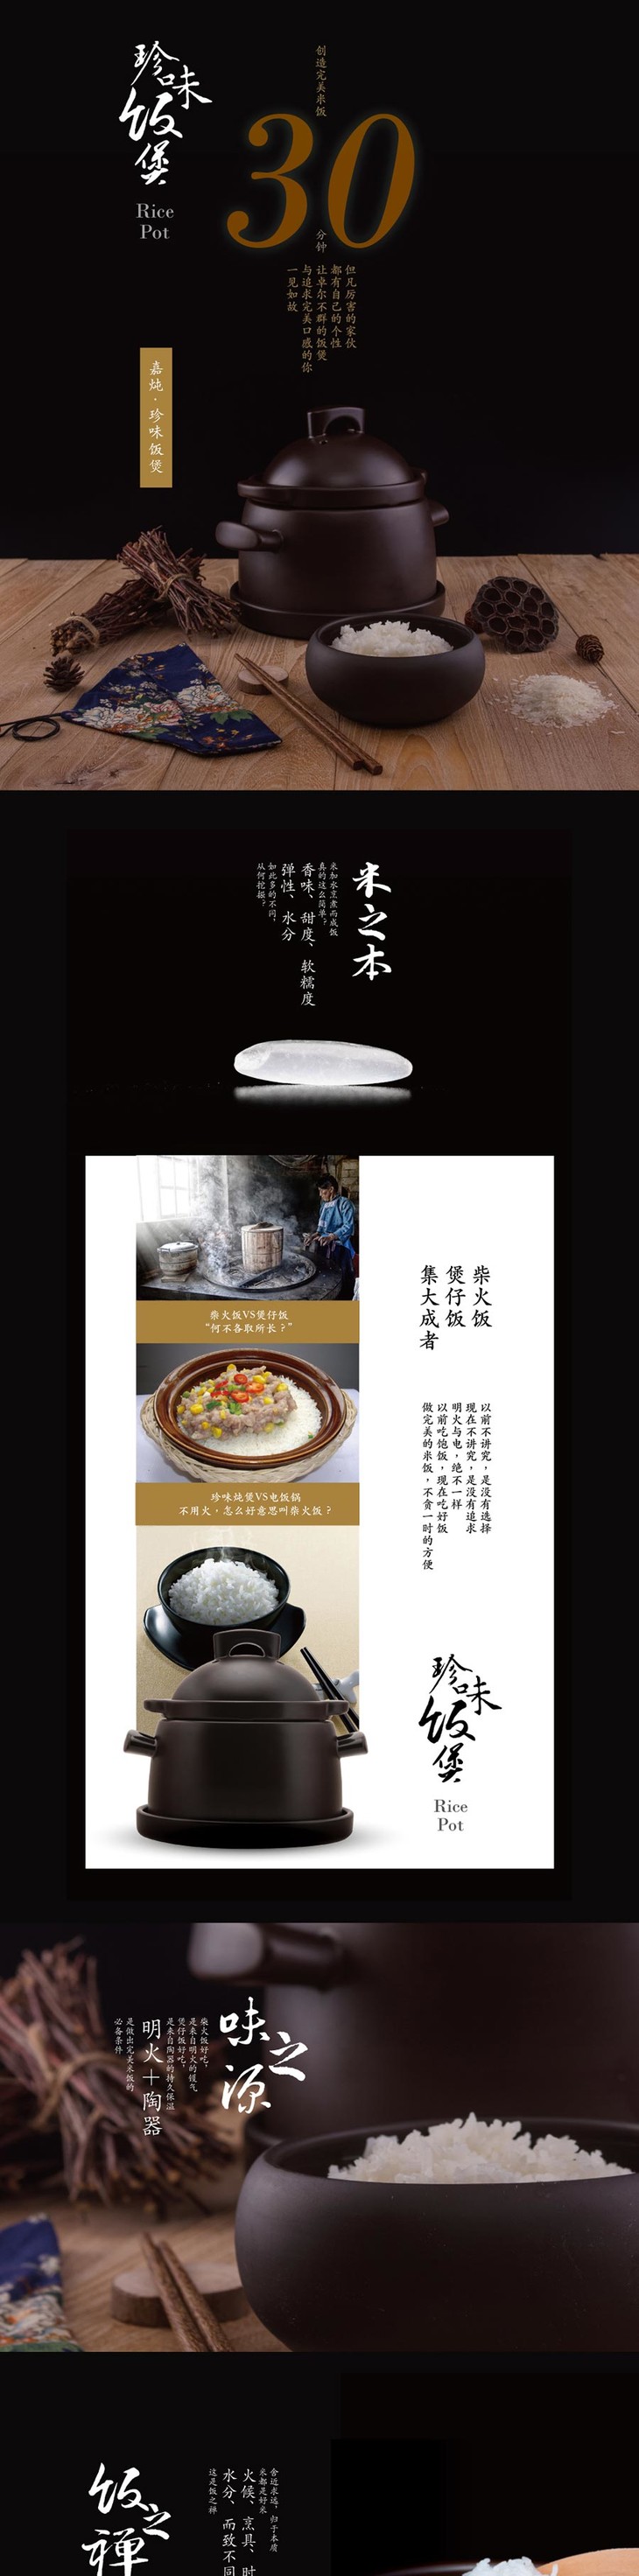 珍味饭煲
Rice
Pot
创造完美米饭
30
分钟
但凡厉害的家伙
都有自己的个性
让卓尔不群的饭煲
与追求完美口感的你
一见如故
嘉炖·珍味饭煲
米之本
米加水烹煮而成饭
真的这么简单？
香味、甜度、软糯度
弹性、水分
如此多的不同，
从何挖掘？
柴火饭VS煲仔饭
“何不各取所长？”
珍味炖煲VS电饭锅
不用火，怎么好意思叫柴火饭？
柴火饭
煲仔饭
集大成者
以前不讲究，是没有选择
现在不讲究，是没有追求
明火与电，绝不一样
以前吃饱饭，现在吃好饭
做完美的米饭，不贪一时的方便
珍味饭煲
Rice
Pot
味之源
柴火饭好吃，
是来自明火的镬气
煲仔饭好吃，
是来自陶器的持久保温
明火＋陶器
是做出完美米饭的
必备条件
饭之禅
舍近求远，归于本质
米都是好米
火候、烹具、时
水分、而致不同
这是饭之禅